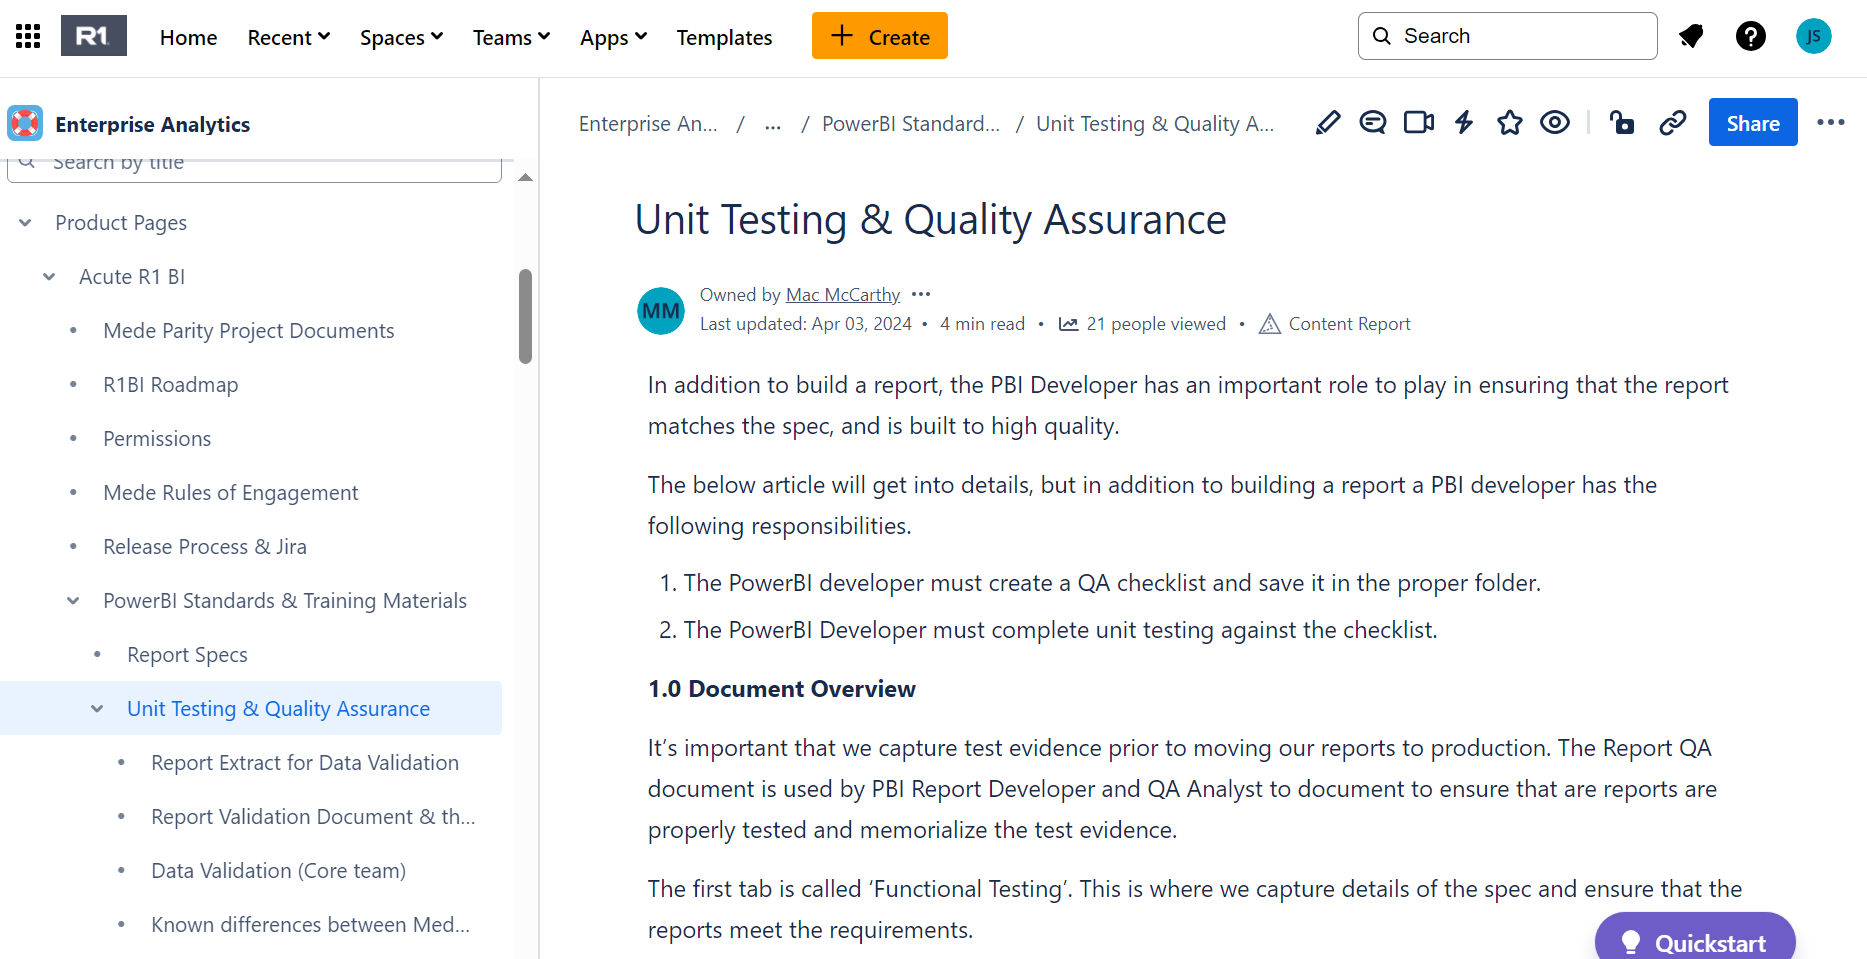 R1 Home Recent Spaces Teams Apps Templates Create Search JS
Enterprise Analytics
Search by title
Product Pages
Acute R1 BI
Mede Parity Project Documents
R1BI Roadmap
Permissions
Mede Rules of Engagement
Release Process & Jira
PowerBI Standards & Training Materials
Report Specs
Unit Testing & Quality Assurance
Report Extract for Data Validation
Report Validation Document & th...
Data Validation (Core team)
Known differences between Med...
Enterprise An... / ... / PowerBI Standard... / Unit Testing & Quality A...
Share
Unit Testing & Quality Assurance
MM
Owned by Mac McCarthy
Last updated: Apr 03, 2024 • 4 min read • 21 people viewed • Content Report
In addition to build a report, the PBI Developer has an important role to play in ensuring that the report
matches the spec, and is built to high quality.
The below article will get into details, but in addition to building a report a PBI developer has the
following responsibilities.
1. The PowerBI developer must create a QA checklist and save it in the proper folder.
2. The PowerBI Developer must complete unit testing against the checklist.
1.0 Document Overview
It’s important that we capture test evidence prior to moving our reports to production. The Report QA
document is used by PBI Report Developer and QA Analyst to document to ensure that are reports are
properly tested and memorialize the test evidence.
The first tab is called ‘Functional Testing’. This is where we capture details of the spec and ensure that the
reports meet the requirements.
Quickstart